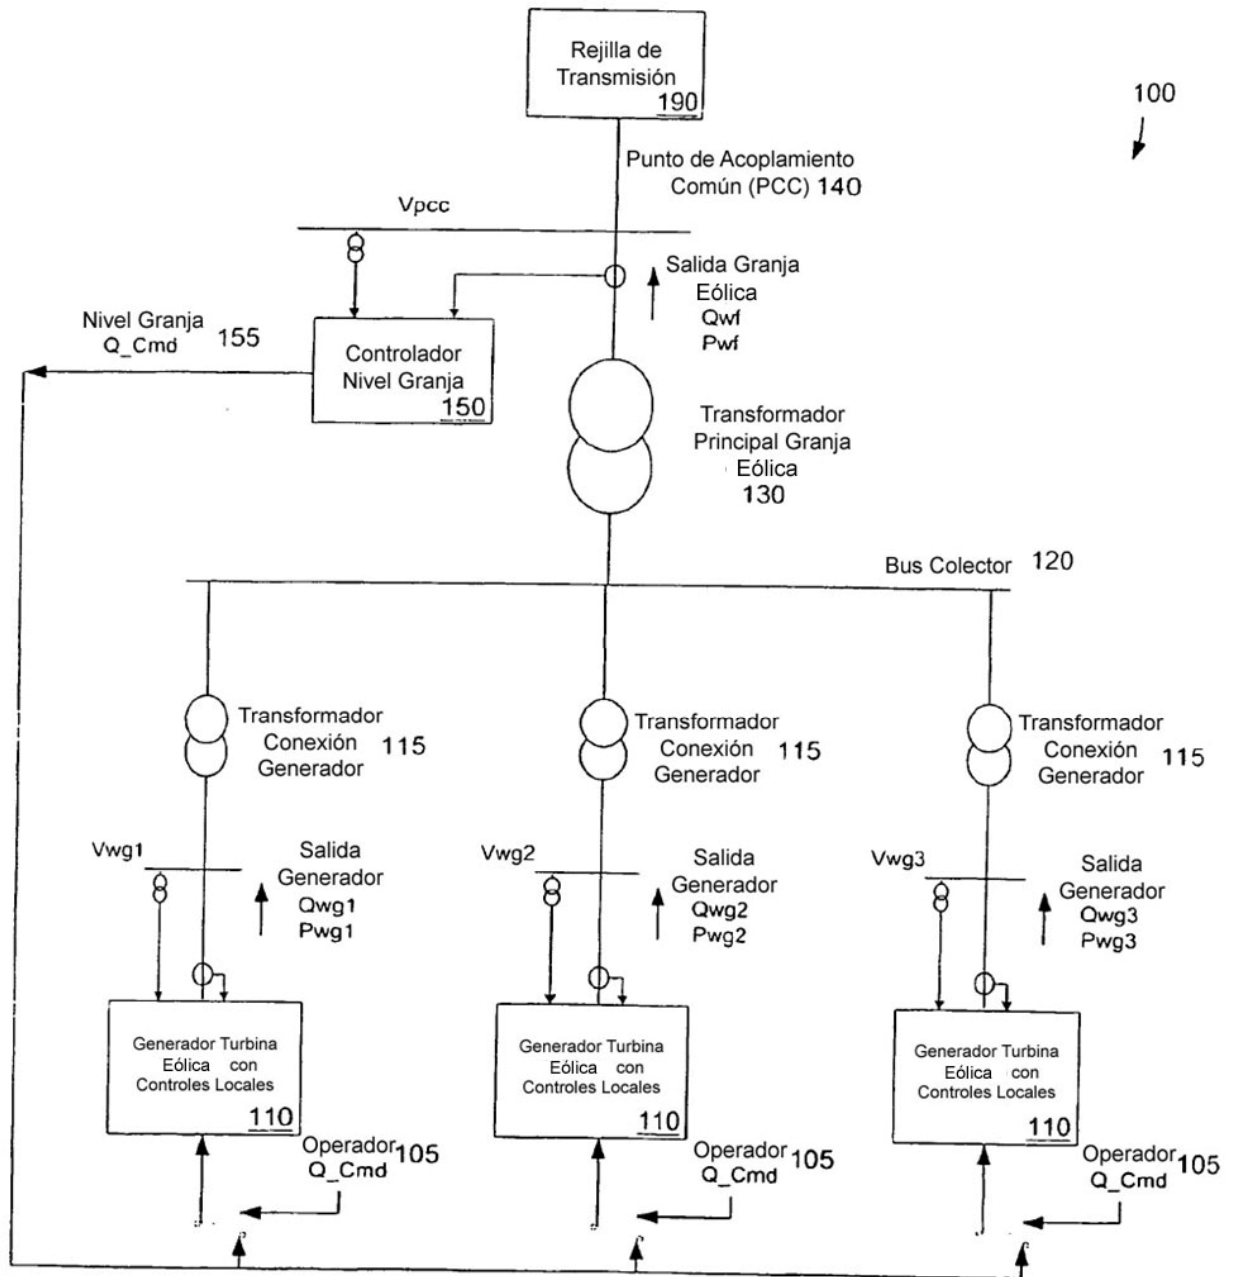 Rejilla de
Transmisión
190
100
Punto de Acoplamiento
Común (PCC) 140
Vpcc
Salida Granja
Eólica
Qwf
Pwf
Nivel Granja
Q_Cmd 155
Controlador
Nivel Granja
150
Transformador
Principal Granja
Eólica
130
Bus Colector 120
Transformador
Conexión 115
Generador
Transformador
Conexión 115
Generador
Transformador
Conexión 115
Generador
Vwg1
Salida
Generador
Qwg1
Pwg1
Vwg2
Salida
Generador
Qwg2
Pwg2
Vwg3
Salida
Generador
Qwg3
Pwg3
Generador Turbina
Eólica con
Controles Locales
110
Generador Turbina
Eólica con
Controles Locales
110
Generador Turbina
Eólica con
Controles Locales
110
Operador 105
Q_Cmd
Operador 105
Q_Cmd
Operador 105
Q_Cmd